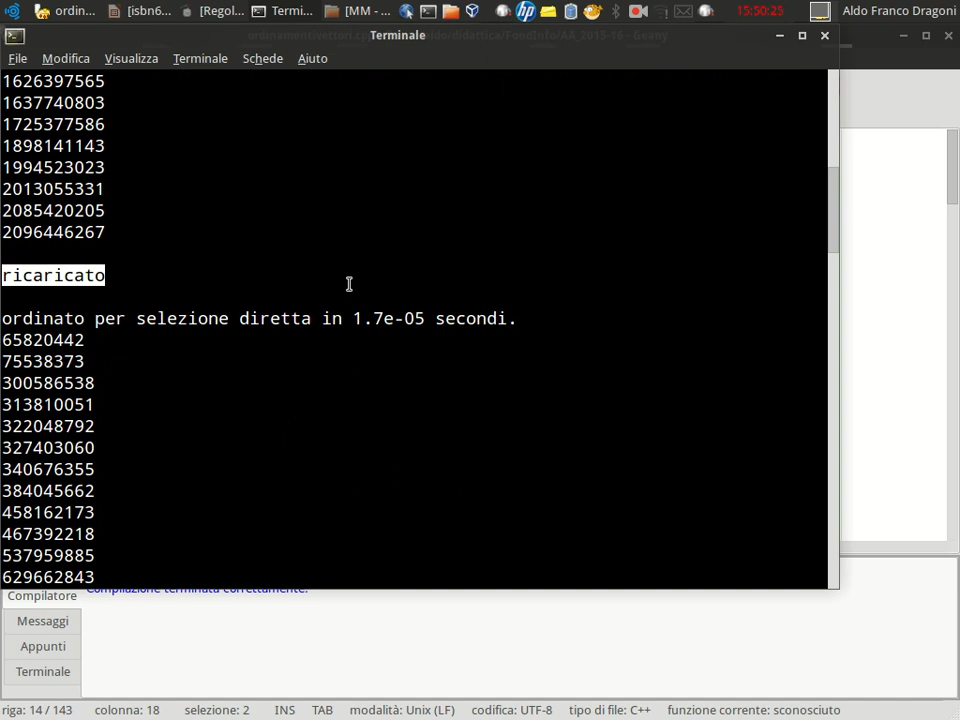 ordin...
[isbn6...
[Regol...
Termi...
[MM - ...
15:50:25
Aldo Franco Dragoni
Terminale
File
Modifica
Visualizza
Terminale
Schede
Aiuto
1626397565
1637740803
1725377586
1898141143
1994523023
2013055331
2085420205
2096446267
ricaricato
ordinato per selezione diretta in 1.7e-05 secondi.
65820442
75538373
300586538
313810051
322048792
327403060
340676355
384045662
458162173
467392218
537959885
629662843
Compilatore
Compilazione terminata correttamente.
Messaggi
Appunti
Terminale
riga: 14 / 143
colonna: 18
selezione: 2
INS
TAB
modalità: Unix (LF)
codifica: UTF-8
tipo di file: C++
funzione corrente: sconosciuto